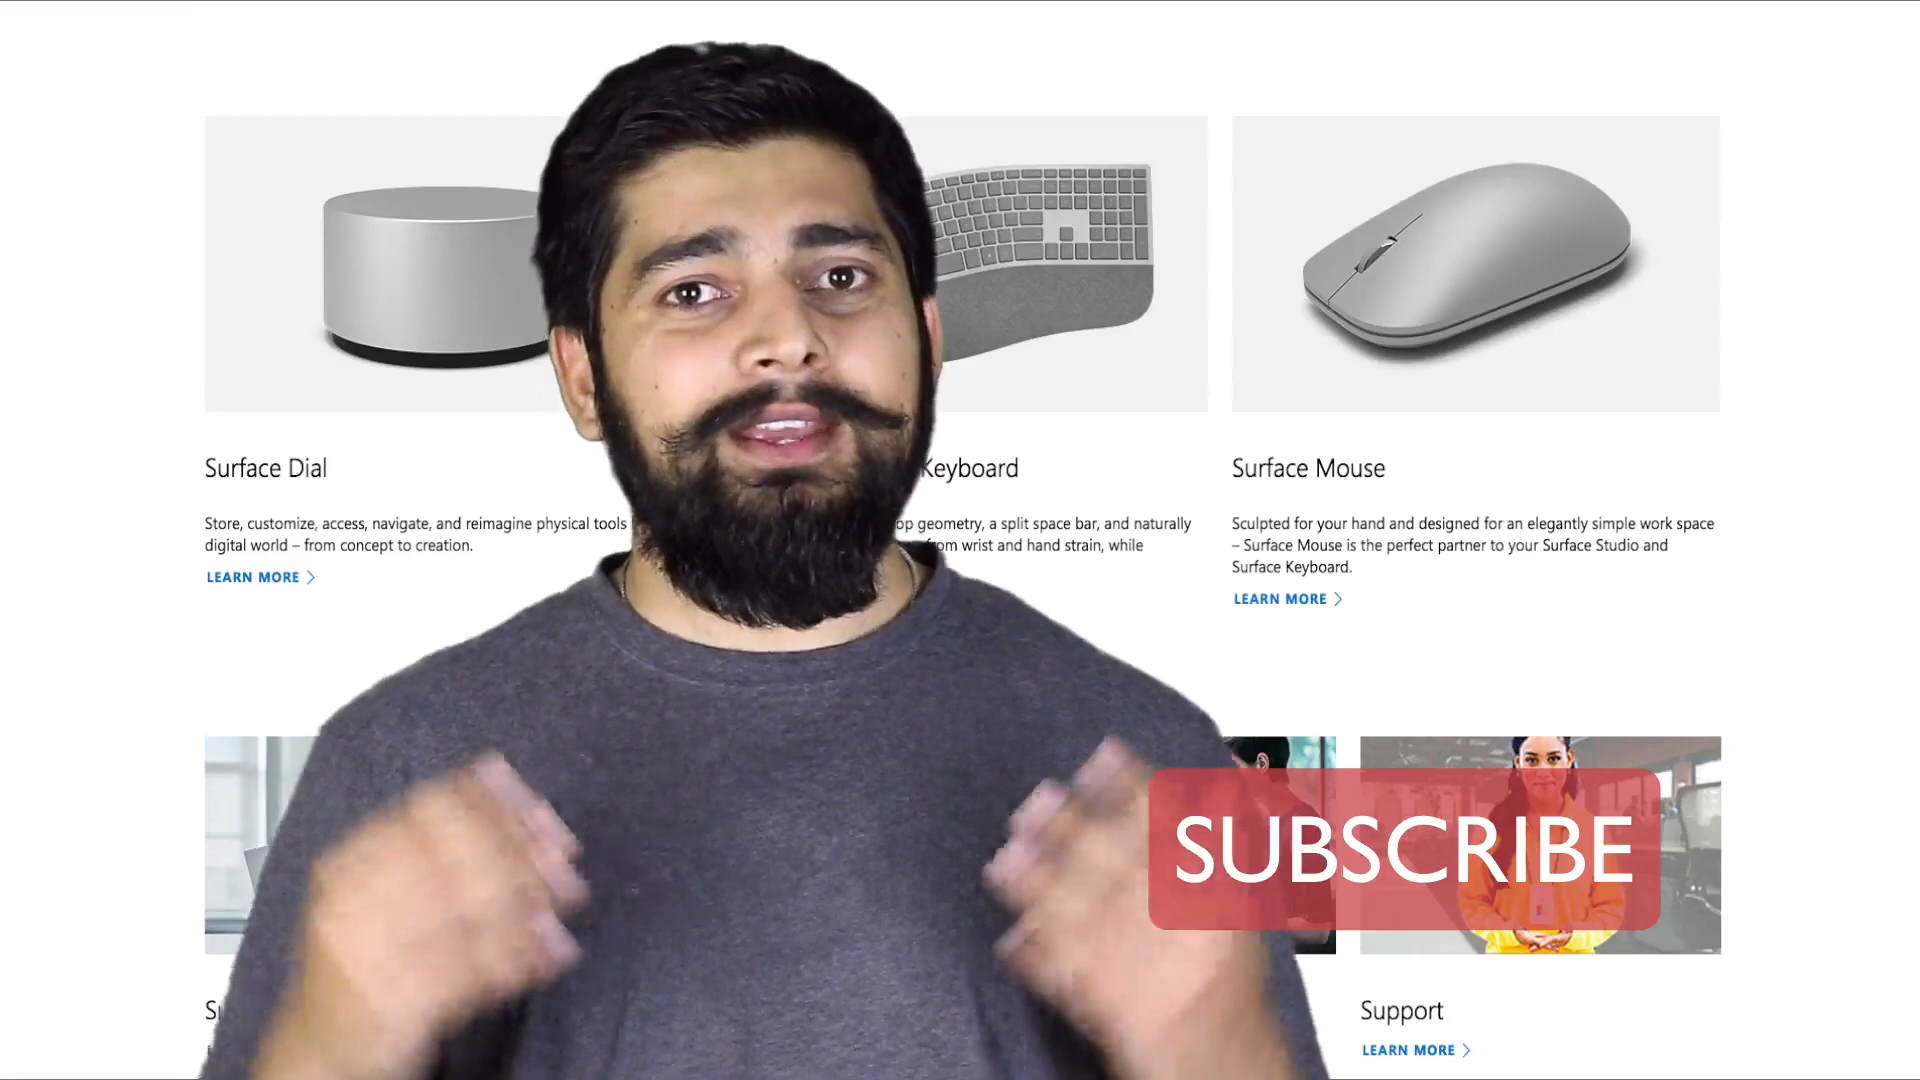 Surface Dial
Store, customize, access, navigate, and reimagine physical tools
digital world – from concept to creation.
LEARN MORE
Keyboard
geometry, a split space bar, and naturally
from wrist and hand strain, while
Surface Mouse
Sculpted for your hand and designed for an elegantly simple work space
– Surface Mouse is the perfect partner to your Surface Studio and
Surface Keyboard.
LEARN MORE
SUBSCRIBE
Support
LEARN MORE